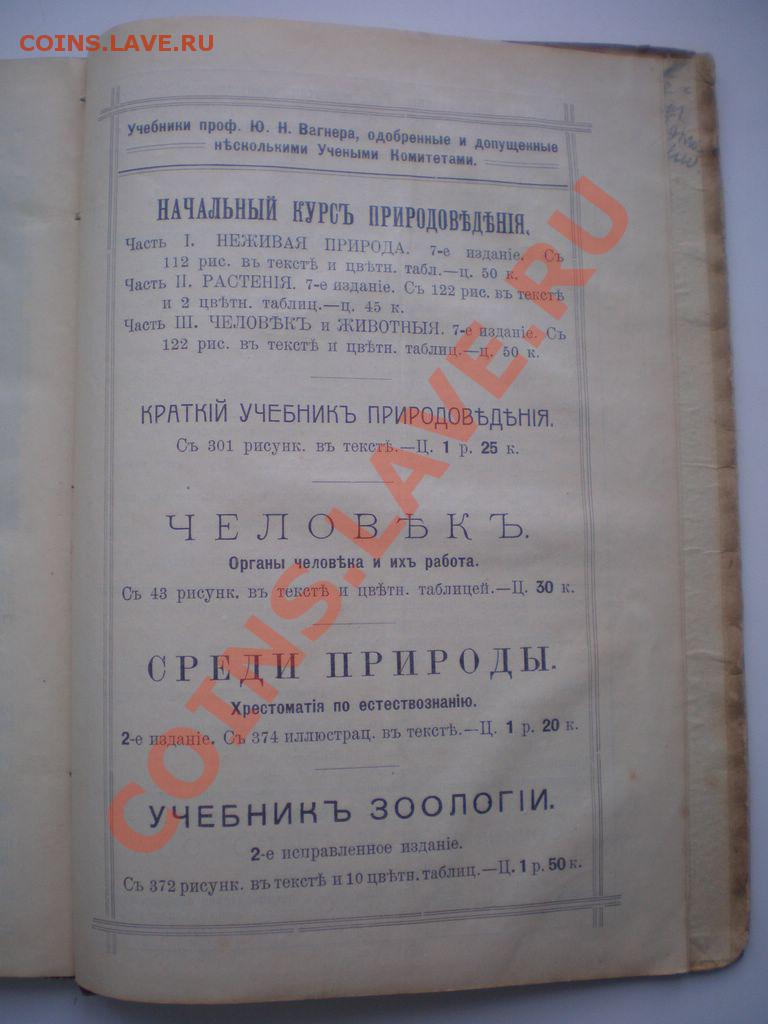 COINS.LAVE.RU
Учебники проф. Ю. Н. Вагнера, одобренные и допущенные
нѣсколькими Учеными Комитетами.
НАЧАЛЬНЫЙ КУРСЪ ПРИРОДОВѢДѢНІЯ.
Часть I. НЕЖИВАЯ ПРИРОДА. 7-е изданіе. Съ
112 рис. въ текстѣ и цвѣтн. табл.—ц. 50 к.
Часть II. РАСТЕНІЯ. 7-е изданіе. Съ 122 рис. въ текстѣ
и 2 цвѣтн. таблиц.—ц. 45 к.
Часть III. ЧЕЛОВѢКЪ и ЖИВОТНЫЯ. 7-е изданіе. Съ
122 рис. въ текстѣ и цвѣтн. таблиц.—ц. 50 к.
КРАТКІЙ УЧЕБНИКЪ ПРИРОДОВѢДѢНІЯ.
Съ 301 рисунк. въ текстѣ.—Ц. 1 р. 25 к.
ЧЕЛОВѢКЪ.
Органы человѣка и ихъ работа.
Съ 43 рисунк. въ текстѣ и цвѣтн. таблицей.—Ц. 30 к.
СРЕДИ ПРИРОДЫ.
Хрестоматія по естествознанію.
2-е изданіе. Съ 374 иллюстрац. въ текстѣ.—Ц. 1 р. 20 к.
УЧЕБНИКЪ ЗООЛОГІИ.
2-е исправленное изданіе.
Съ 372 рисунк. въ текстѣ и 10 цвѣтн. таблиц.—Ц. 1 р. 50 к.
COINS.LAVE.RU